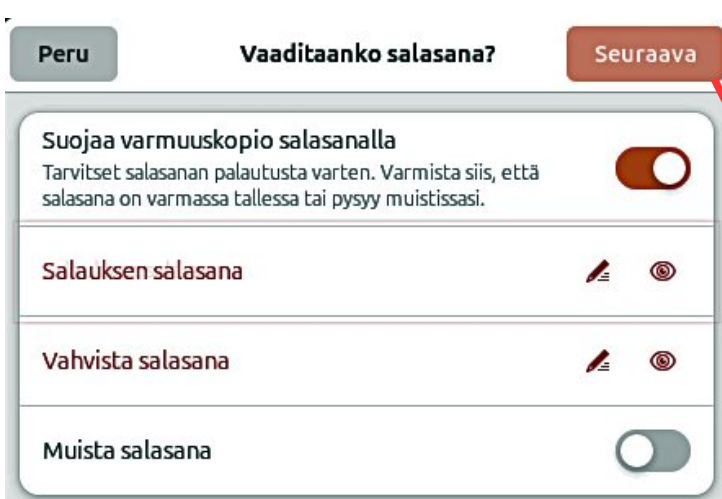 Peru Vaaditaanko salasana? Seuraava
Suojaa varmuuskopio salasanalla
Tarvitset salasanan palautusta varten. Varmista siis, että
salasana on varmassa tallessa tai pysyy muistissasi.
Salauksen salasana
Vahvista salasana
Muista salasana